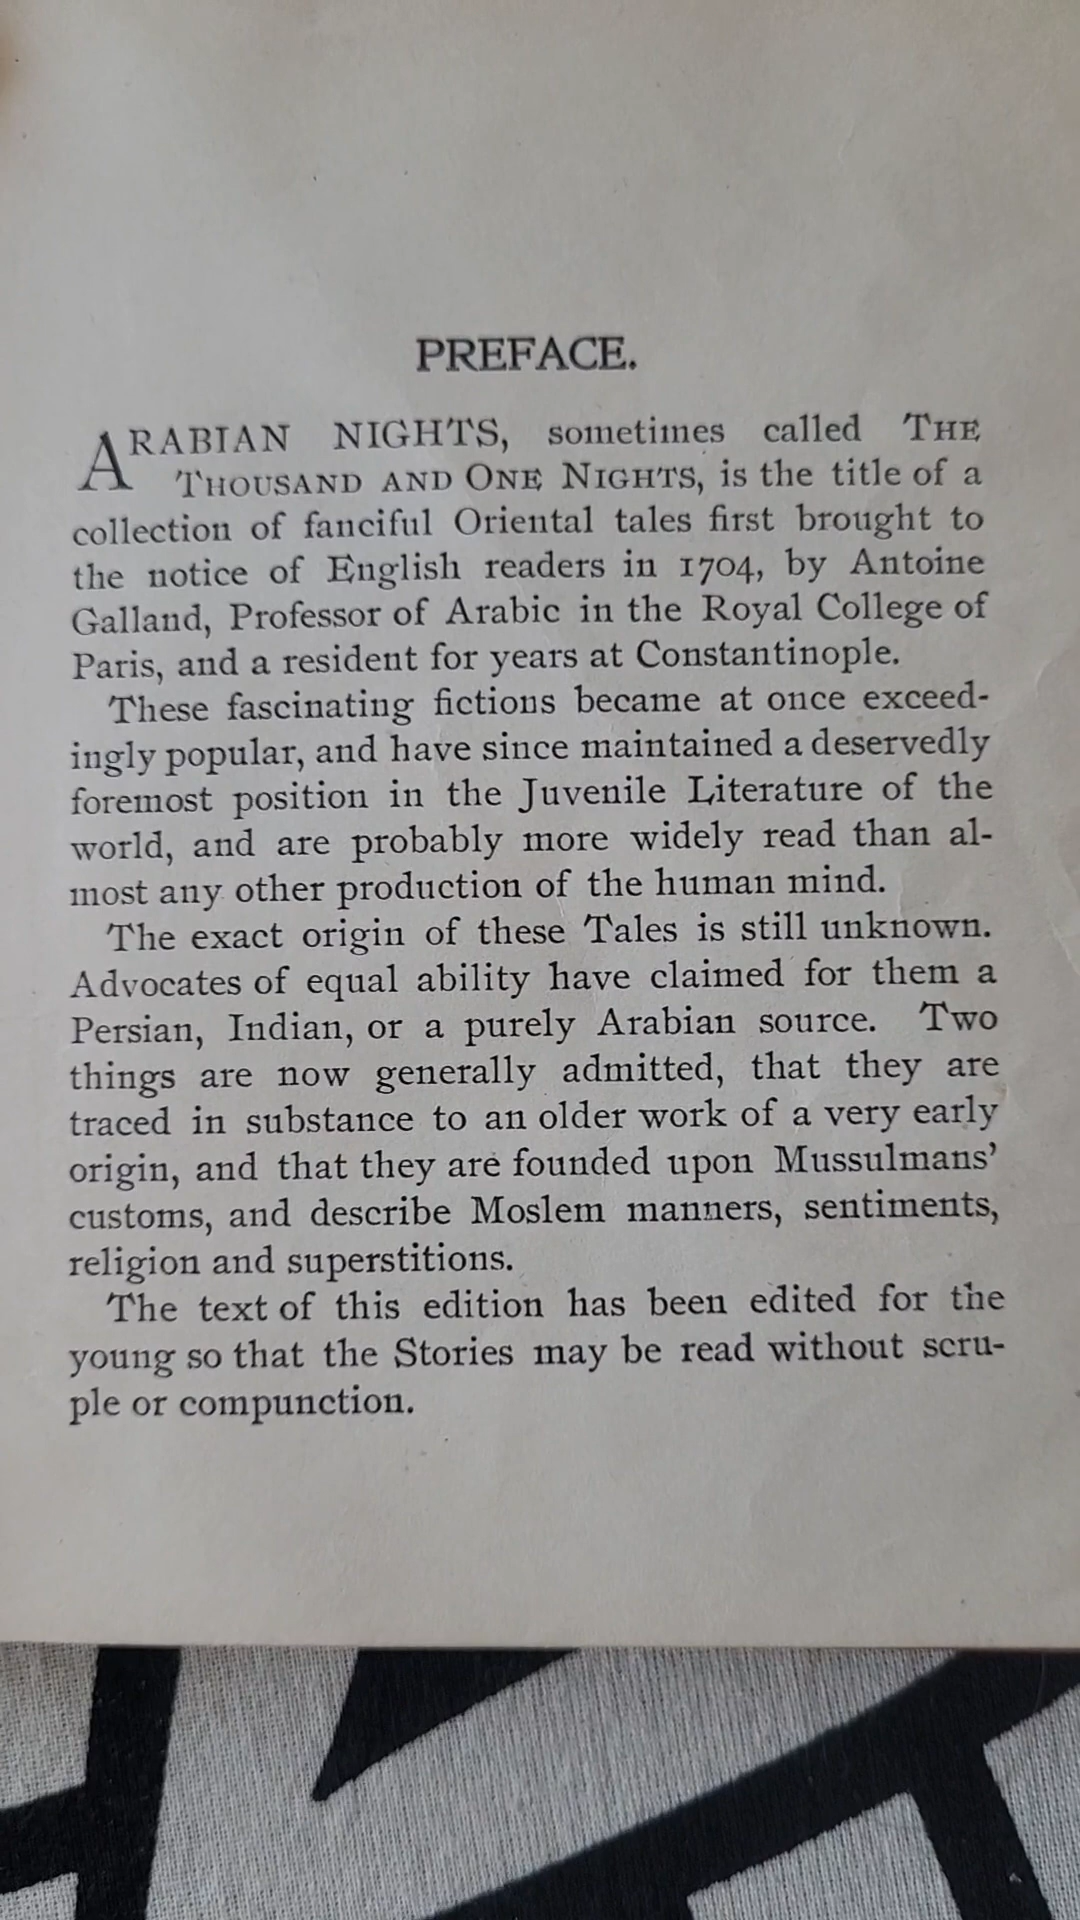 PREFACE.
ARABIAN NIGHTS, sometimes called THE
THOUSAND AND ONE NIGHTS, is the title of a
collection of fanciful Oriental tales first brought to
the notice of English readers in 1704, by Antoine
Galland, Professor of Arabic in the Royal College of
Paris, and a resident for years at Constantinople.
These fascinating fictions became at once exceed-
ingly popular, and have since maintained a deservedly
foremost position in the Juvenile Literature of the
world, and are probably more widely read than al-
most any other production of the human mind.
The exact origin of these Tales is still unknown.
Advocates of equal ability have claimed for them a
Persian, Indian, or a purely Arabian source. Two
things are now generally admitted, that they are
traced in substance to an older work of a very early
origin, and that they are founded upon Mussulmans’
customs, and describe Moslem manners, sentiments,
religion and superstitions.
The text of this edition has been edited for the
young so that the Stories may be read without scru-
ple or compunction.